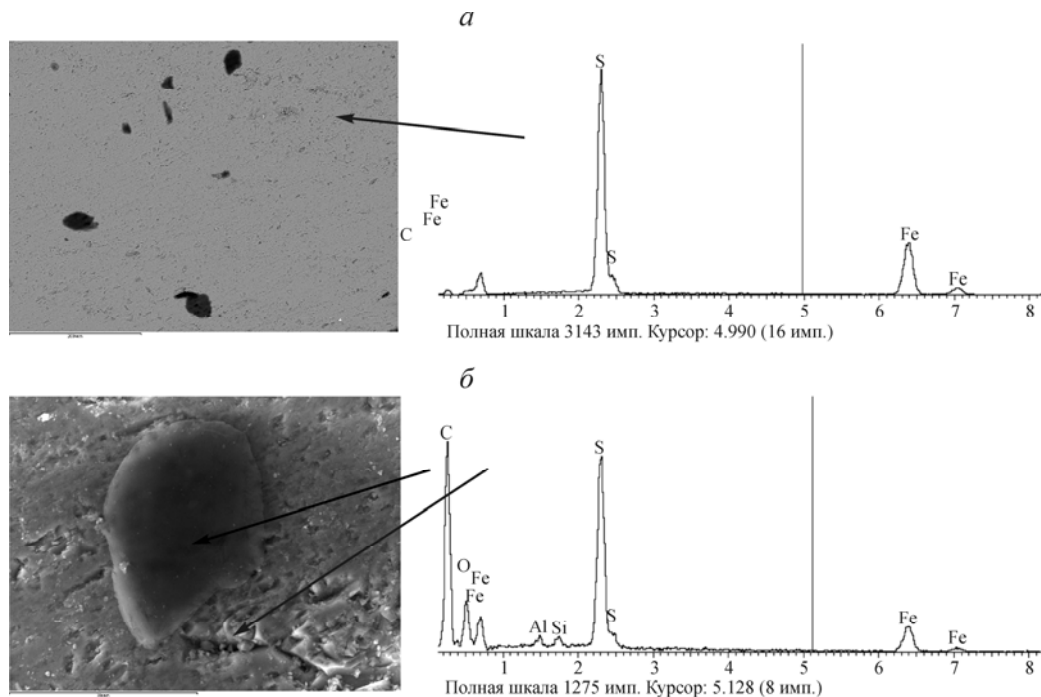 а
S
Fe
Fe
C
S
Fe
Fe
1 2 3 4 5 6 7 8
Полная шкала 3143 имп. Курсор: 4.990 (16 имп.)
б
C
S
O
Fe
Fe
Al Si
S
Fe
Fe
1 2 3 4 5 6 7 8
Полная шкала 1275 имп. Курсор: 5.128 (8 имп.)